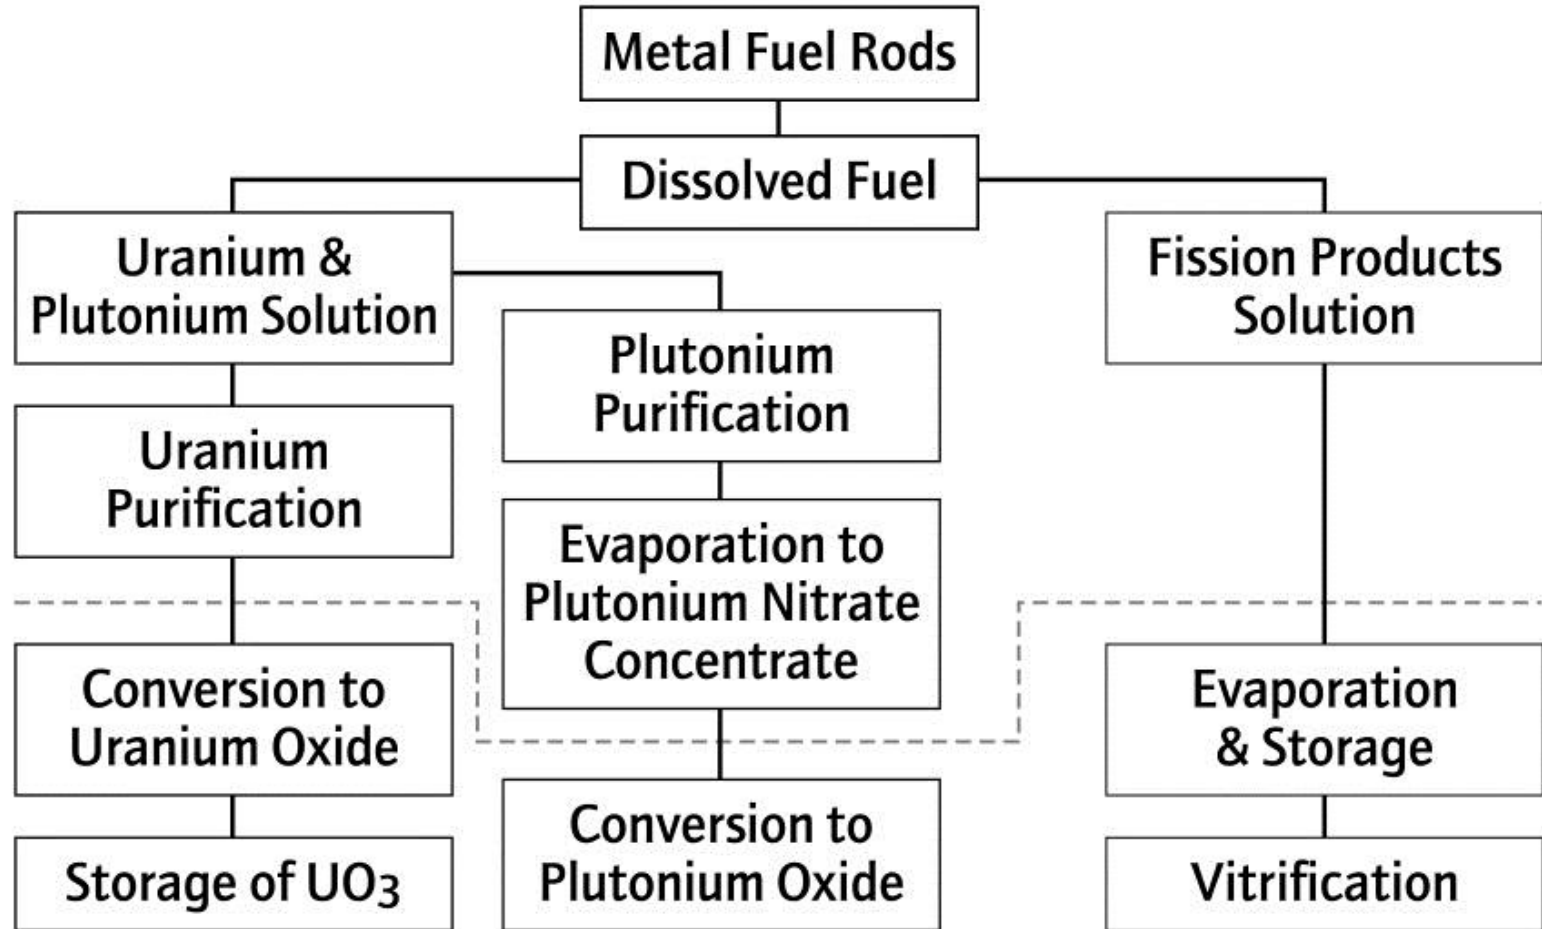 Metal Fuel Rods
Dissolved Fuel
Uranium &
Plutonium Solution
Fission Products
Solution
Plutonium
Purification
Uranium
Purification
Evaporation to
Plutonium Nitrate
Concentrate
Conversion to
Uranium Oxide
Evaporation
& Storage
Conversion to
Plutonium Oxide
Storage of UO3
Vitrification